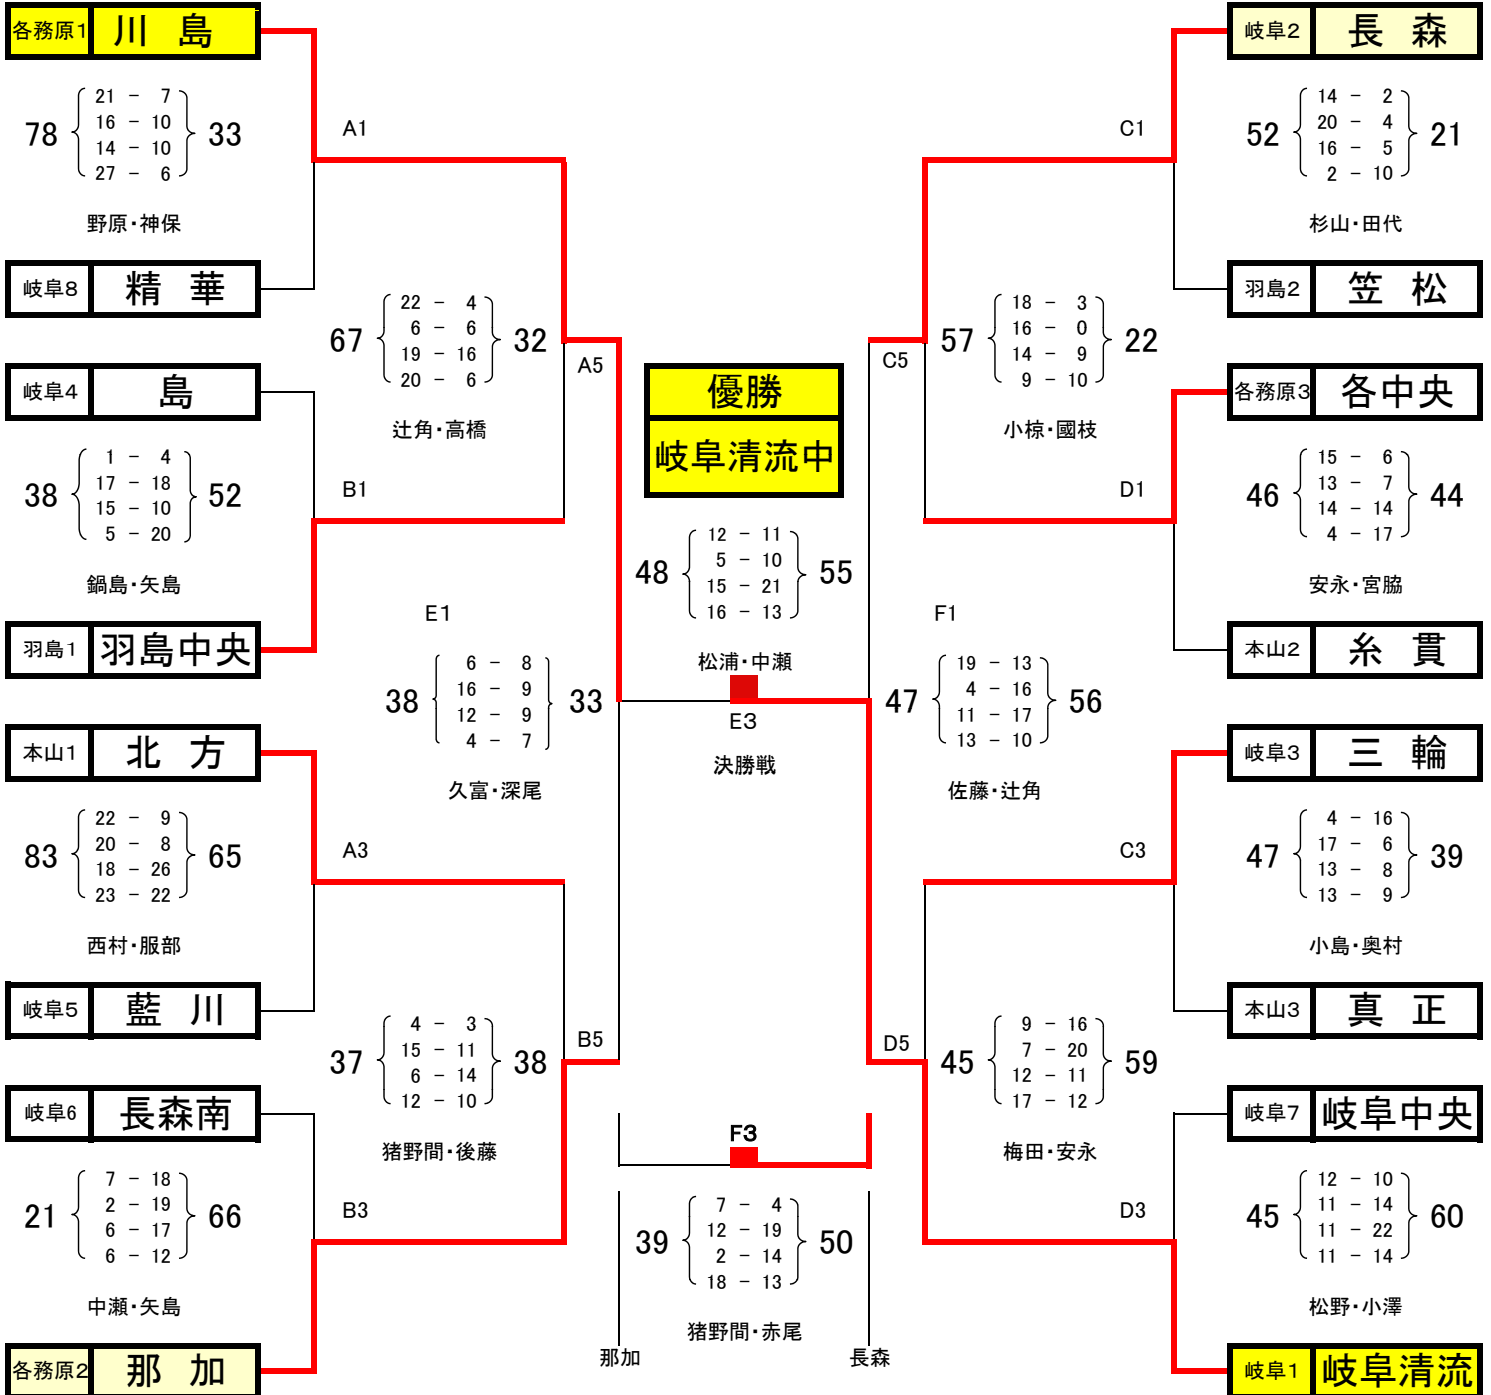 各務原1 川 島
78 21 - 7 33
16 - 10
14 - 10
27 - 6
野原・神保
A1
岐阜8 精 華
67 22 - 4 32
6 - 6
19 - 16
20 - 6
辻角・高橋
A5
岐阜4 島
38 1 - 4 52
17 - 18
15 - 10
5 - 20
鍋島・矢島
B1
羽島1 羽島中央
E1
38 6 - 8 33
16 - 9
12 - 9
4 - 7
久富・深尾
本山1 北 方
83 22 - 9 65
20 - 8
18 - 26
23 - 22
西村・服部
A3
岐阜5 藍 川
37 4 - 3 38
15 - 11
6 - 14
12 - 10
猪野間・後藤
B5
岐阜6 長森南
21 7 - 18 66
2 - 19
6 - 17
6 - 12
中瀬・矢島
B3
各務原2 那 加
優勝
岐阜清流中
48 12 - 11 55
5 - 10
15 - 21
16 - 13
松浦・中瀬
E3
決勝戦
F3
39 7 - 4 50
12 - 19
2 - 14
18 - 13
猪野間・赤尾
那加
長森
岐阜2 長 森
C1
52 14 - 2 21
20 - 4
16 - 5
2 - 10
杉山・田代
羽島2 笠 松
C5
57 18 - 3 22
16 - 0
14 - 9
9 - 10
小椋・國枝
各務原3 各中央
D1
46 15 - 6 44
13 - 7
14 - 14
4 - 17
安永・宮脇
本山2 糸 貫
F1
47 19 - 13 56
4 - 16
11 - 17
13 - 10
佐藤・辻角
岐阜3 三 輪
C3
47 4 - 16 39
17 - 6
13 - 8
13 - 9
小島・奥村
本山3 真 正
D5
45 9 - 16 59
7 - 20
12 - 11
17 - 12
梅田・安永
岐阜7 岐阜中央
D3
45 12 - 10 60
11 - 14
11 - 22
11 - 14
松野・小澤
岐阜1 岐阜清流